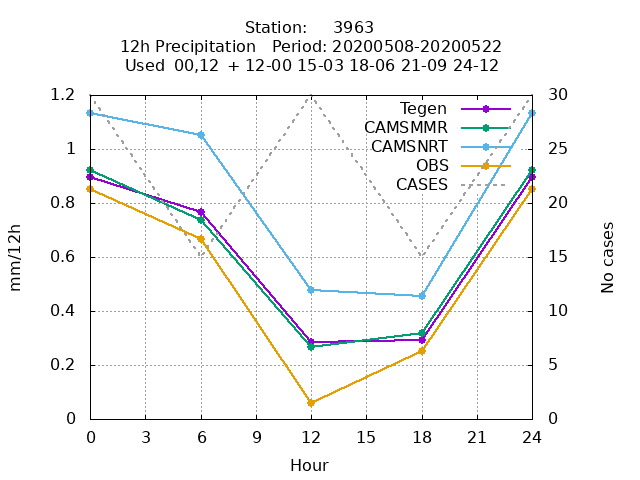 Station:     3963
12h Precipitation   Period: 20200508-20200522
Used  00,12  + 12-00 15-03 18-06 21-09 24-12
1.2
1
0.8
0.6
0.4
0.2
0
mm/12h
30
25
20
15
10
5
0
No cases
Tegen
CAMSMMR
CAMSNRT
OBS
CASES
0 3 6 9 12 15 18 21 24
Hour